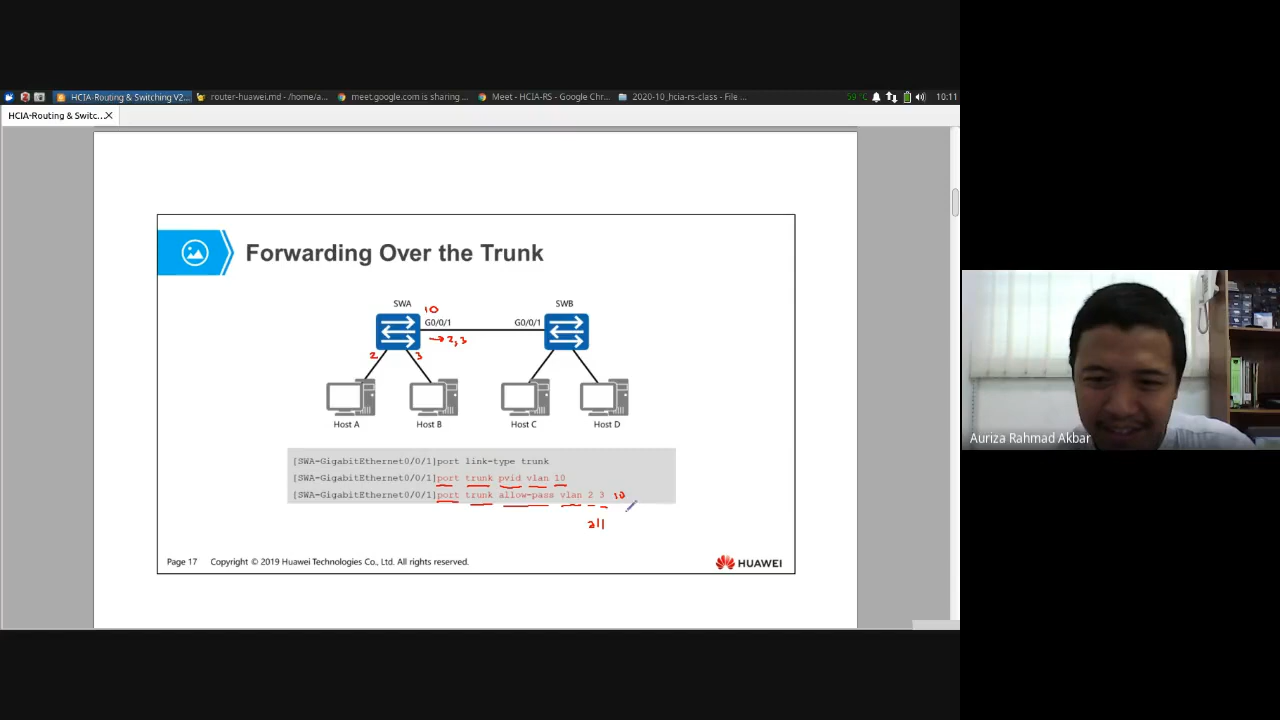 HCIA-Routing & Switching V2...
router-huawei.md - /home/a...
meet.google.com is sharing ...
Meet - HCIA-RS - Google Chr...
2020-10_hcia-rs-class - File ...
59 °C
10:11
HCIA-Routing & Switc...
Forwarding Over the Trunk
SWA
10
SWB
G0/0/1
G0/0/1
→ 2, 3
2
3
Host A
Host B
Host C
Host D
[SWA-GigabitEthernet0/0/1]port link-type trunk
[SWA-GigabitEthernet0/0/1]port trunk pvid vlan 10
[SWA-GigabitEthernet0/0/1]port trunk allow-pass vlan 2 3 10
all
Page 17
Copyright © 2019 Huawei Technologies Co., Ltd. All rights reserved.
HUAWEI
Auriza Rahmad Akbar